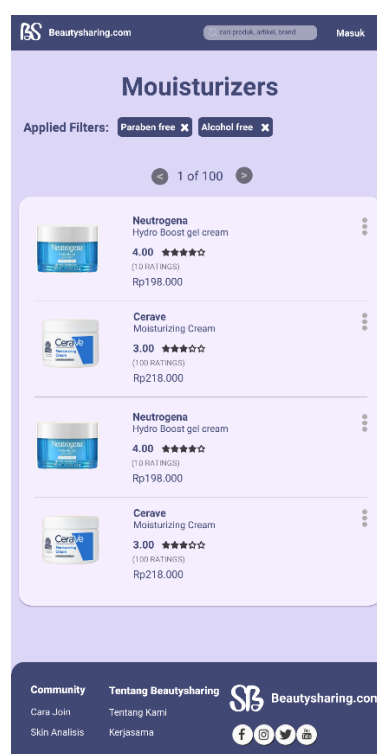 BS Beautysharing.com
cari produk, artikel, brand
Masuk
Mouisturizers
Applied Filters: Paraben free X Alcohol free X
< 1 of 100 >
Neutrogena
Hydro Boost gel cream
4.00
(10 RATINGS)
Rp198.000
Cerave
Moisturizing Cream
3.00
(100 RATINGS)
Rp218.000
Neutrogena
Hydro Boost gel cream
4.00
(10 RATINGS)
Rp198.000
Cerave
Moisturizing Cream
3.00
(100 RATINGS)
Rp218.000
Community
Cara Join
Skin Analisis
Tentang Beautysharing
Tentang Kami
Kerjasama
SB Beautysharing.con